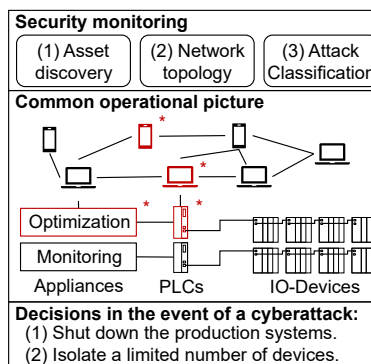 Security monitoring
(1) Asset discovery
(2) Network topology
(3) Attack Classification
Common operational picture
*
*
* *
Optimization
Monitoring
Appliances PLCs IO-Devices
Decisions in the event of a cyberattack:
(1) Shut down the production systems.
(2) Isolate a limited number of devices.